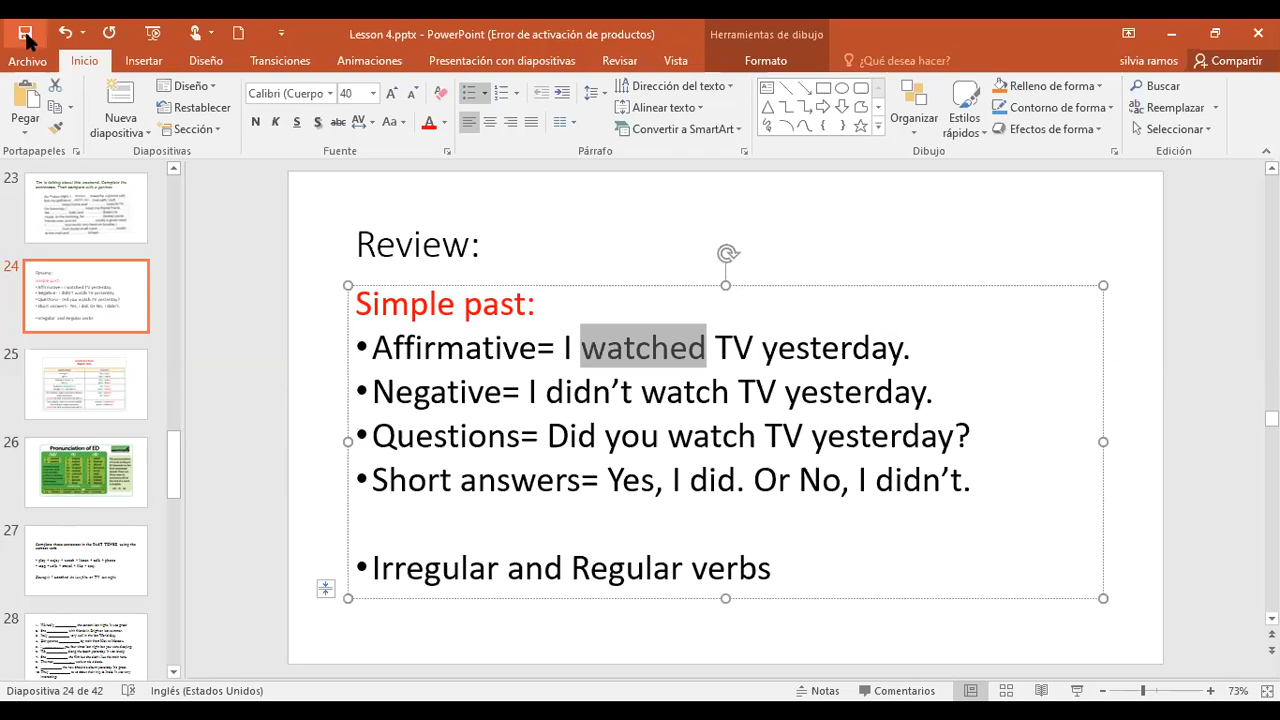 Lesson 4.pptx - PowerPoint (Error de activación de productos)
Herramientas de dibujo
Archivo Inicio Insertar Diseño Transiciones Animaciones Presentación con diapositivas Revisar Vista Formato ¿Qué desea hacer? silvia ramos Compartir
Pegar
Portapapeles
Nueva
diapositiva
Diseño
Restablecer
Sección
Diapositivas
Calibri (Cuerpo) 40
N K S abc AV Aa A
Fuente
Dirección del texto
Alinear texto
Convertir a SmartArt
Párrafo
Organizar
Estilos
rápidos
Relleno de forma
Contorno de forma
Efectos de forma
Dibujo
Buscar
Reemplazar
Seleccionar
Edición
23
24
25
26
Pronunciation of ED
27
28
Review:
Simple past:
•Affirmative= I watched TV yesterday.
•Negative= I didn’t watch TV yesterday.
•Questions= Did you watch TV yesterday?
•Short answers= Yes, I did. Or No, I didn’t.
•Irregular and Regular verbs
Diapositiva 24 de 42 Inglés (Estados Unidos) Notas Comentarios 73%